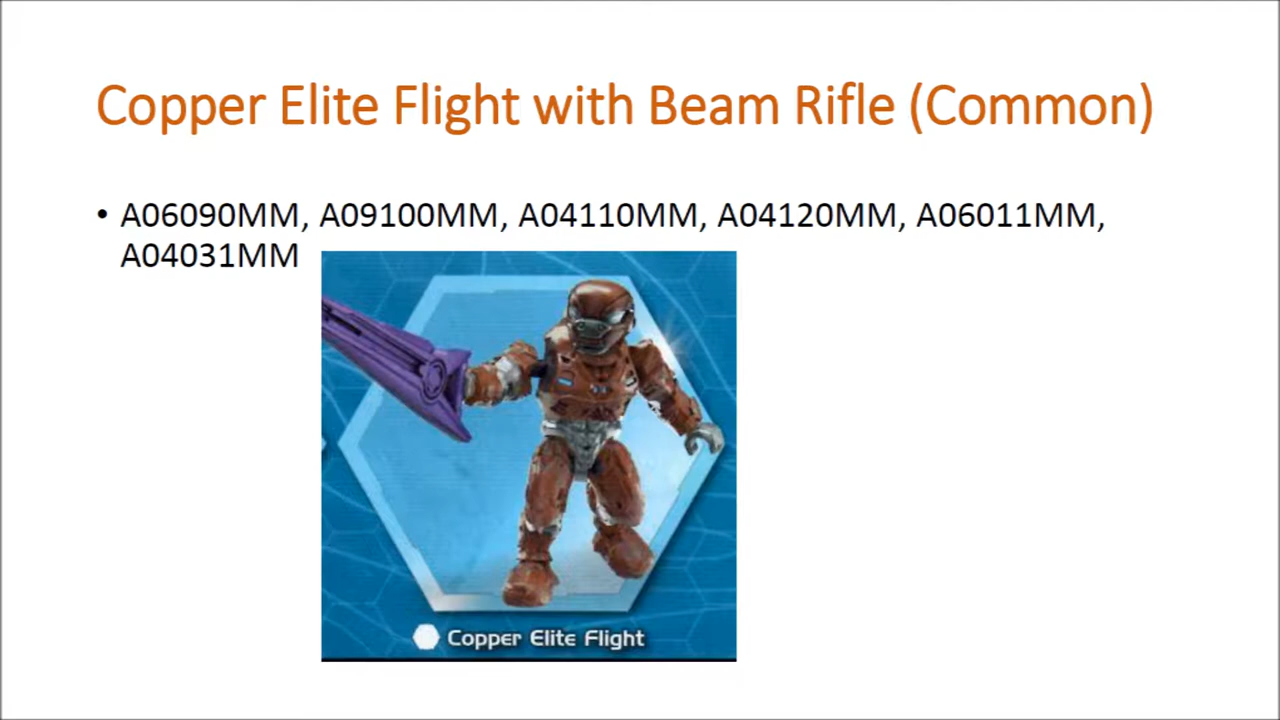 Copper Elite Flight with Beam Rifle (Common)
• A06090MM, A09100MM, A04110MM, A04120MM, A06011MM,
A04031MM
Copper Elite Flight